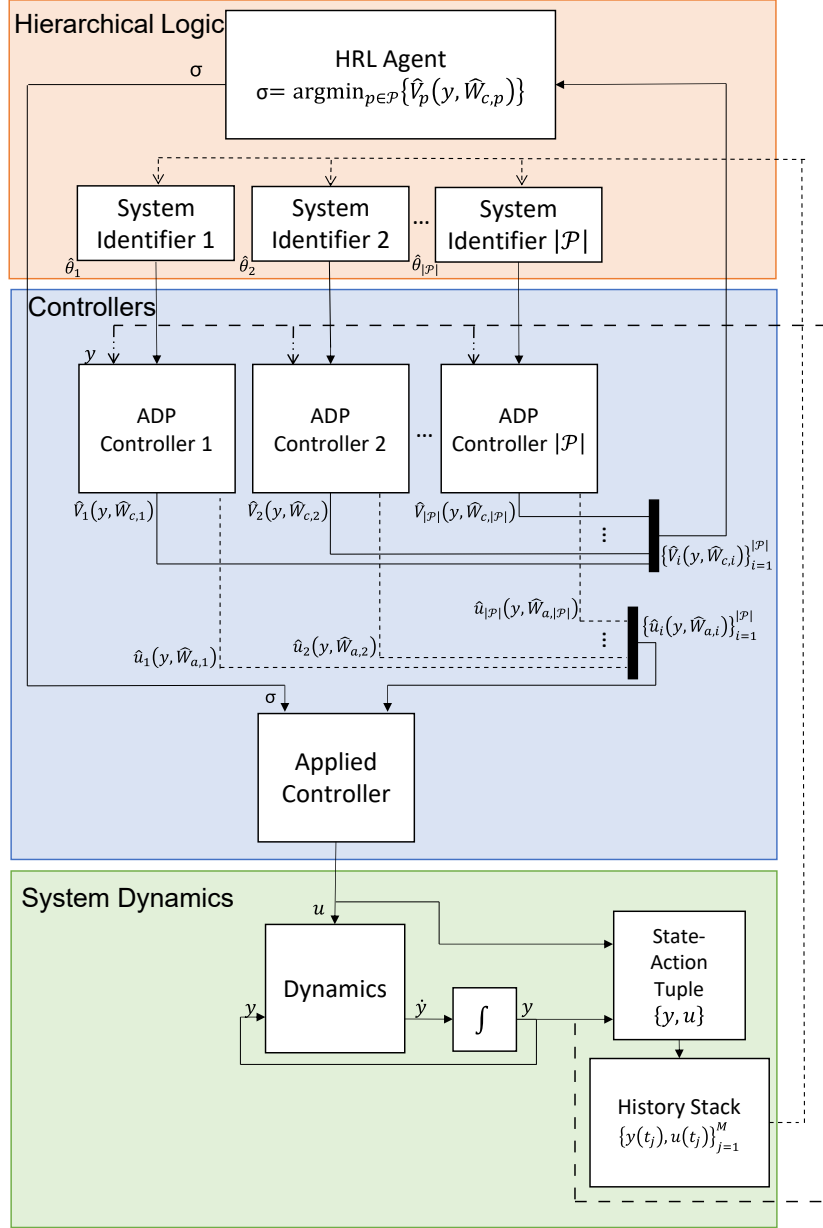 Hierarchical Logic
HRL Agent
σ= argmin_{p∈𝒫}{V̂_p(y, Ŵ_{c,p})}
σ
System
Identifier 1
System
Identifier 2
...
System
Identifier |𝒫|
θ̂_1
θ̂_2
θ̂_{|𝒫|}
Controllers
y
ADP
Controller 1
ADP
Controller 2
...
ADP
Controller |𝒫|
V̂_1(y, Ŵ_{c,1})
V̂_2(y, Ŵ_{c,2})
V̂_{|𝒫|}(y, Ŵ_{c,|𝒫|})
⋮
{V̂_i(y, Ŵ_{c,i})}_{i=1}^{|𝒫|}
û_{|𝒫|}(y, Ŵ_{a,|𝒫|})
⋮
{û_i(y, Ŵ_{a,i})}_{i=1}^{|𝒫|}
û_1(y, Ŵ_{a,1})
û_2(y, Ŵ_{a,2})
σ
Applied
Controller
System Dynamics
u
Dynamics
y
ẏ
∫
y
State-
Action
Tuple
{y, u}
History Stack
{y(t_j), u(t_j)}_{j=1}^{M}